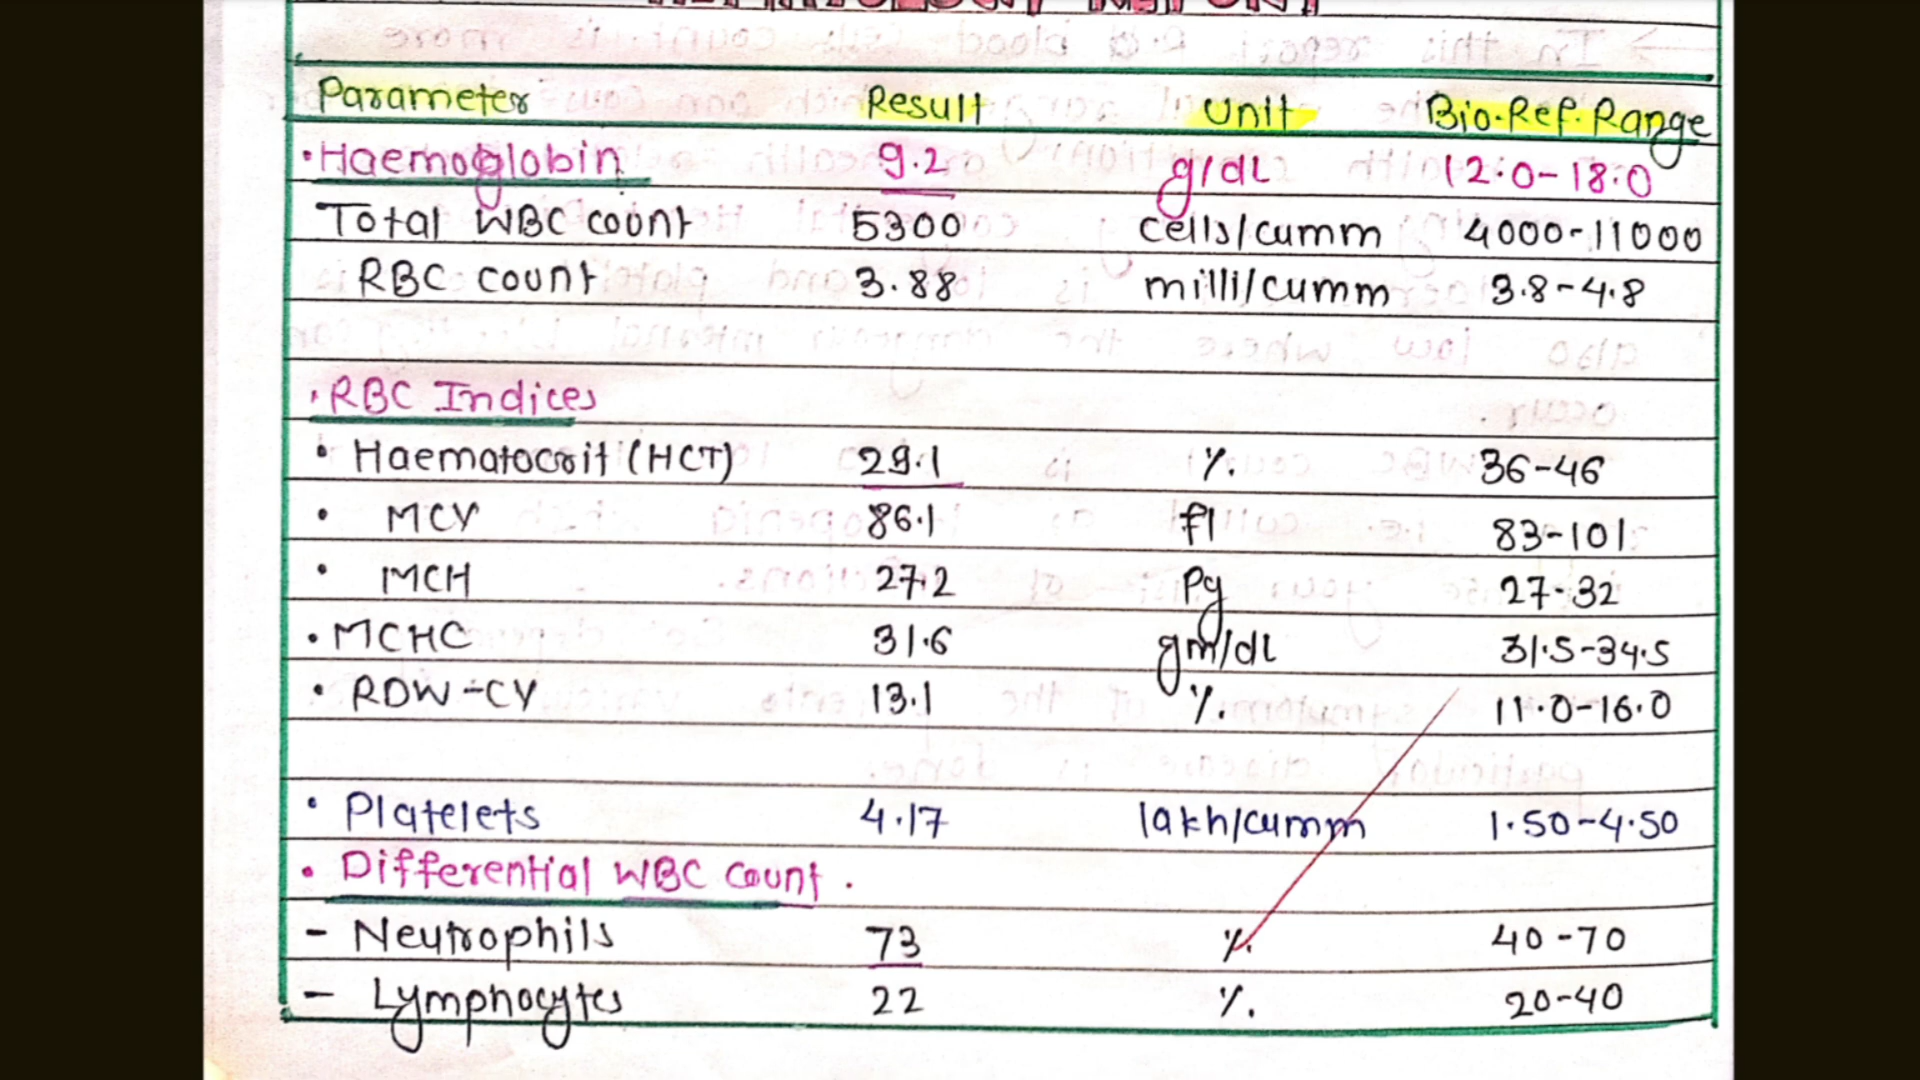 Parameter Result Unit Bio.Ref.Range
• Haemoglobin 9.2 g/dL 12.0-18.0
Total WBC count 5300 cells/cumm 4000-11000
RBC count 3.88 milli/cumm 3.8-4.8
• RBC Indices
• Haematocrit (HCT) 29.1 % 36-46
• MCV 86.1 fl 83-101
• MCH 27.2 Pg 27-32
• MCHC 31.6 gm/dL 31.5-34.5
• RDW-CV 13.1 % 11.0-16.0
• Platelets 4.17 lakh/cumm 1.50-4.50
• Differential WBC count.
- Neutrophils 73 % 40-70
- Lymphocytes 22 % 20-40